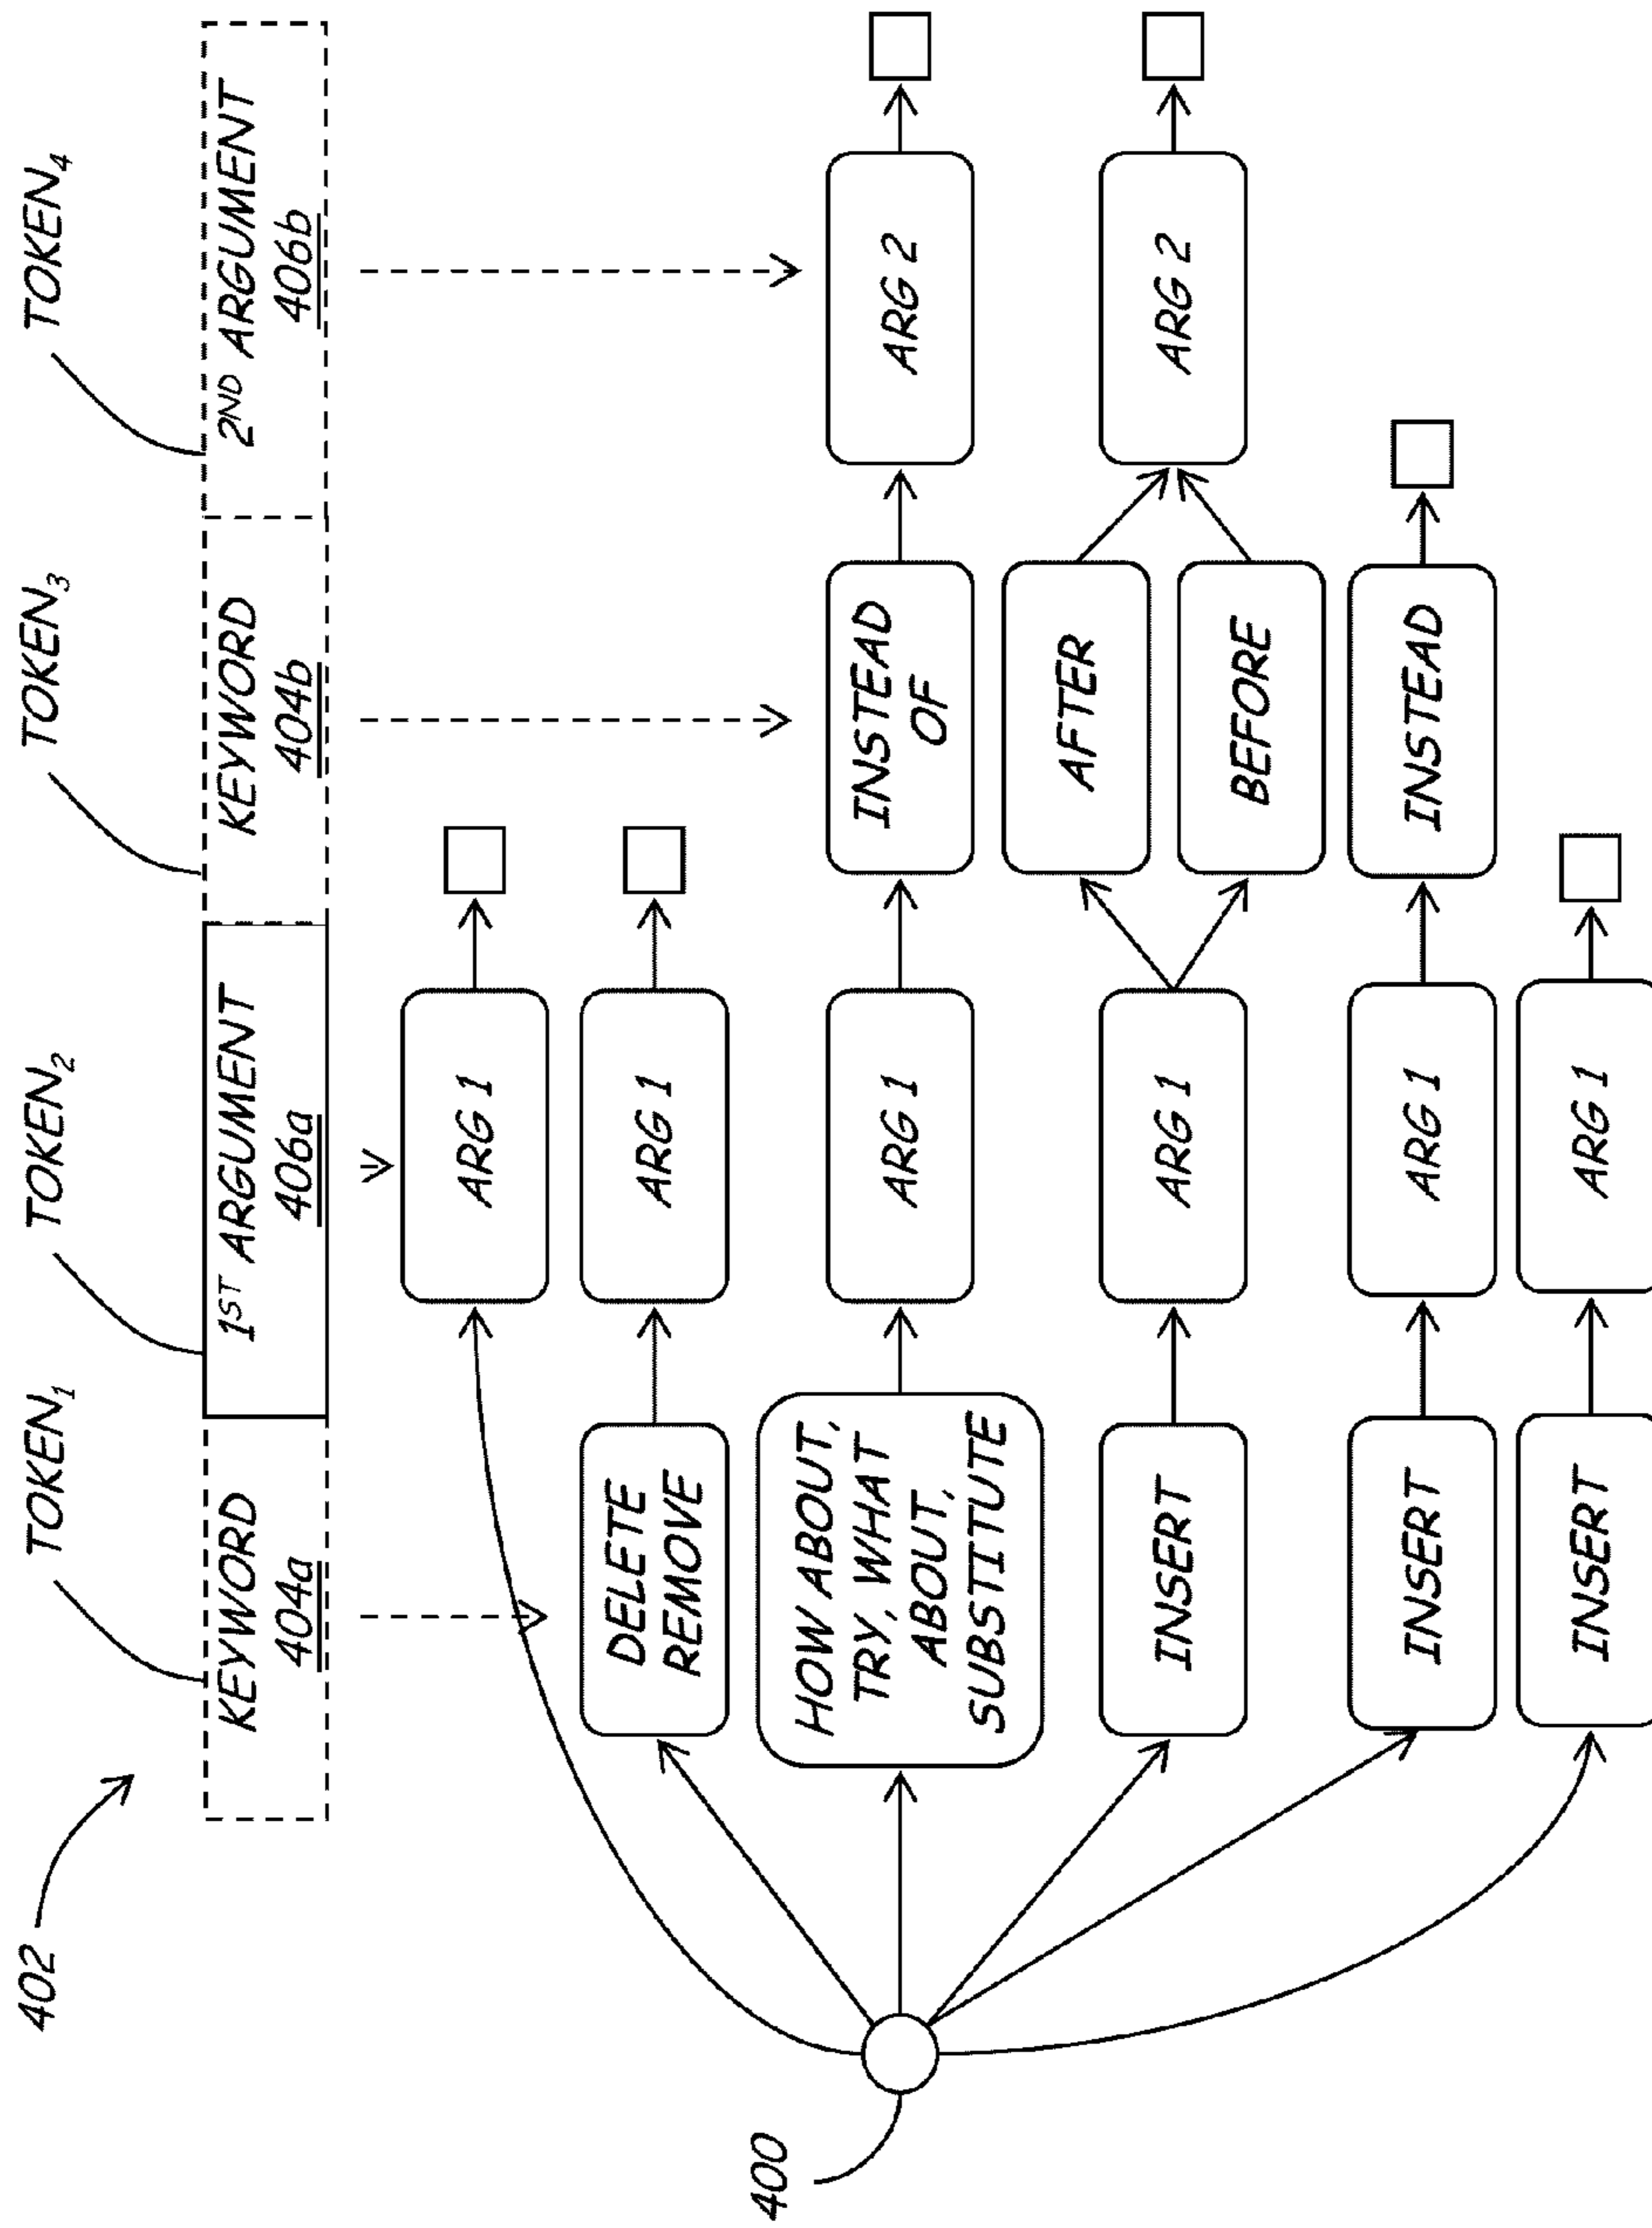 402
TOKEN₁
TOKEN₂
TOKEN₃
TOKEN₄
KEYWORD
404a
1ST ARGUMENT
406a
KEYWORD
404b
2ND ARGUMENT
406b
ARG 1
DELETE
REMOVE
ARG 1
400
HOW ABOUT,
TRY, WHAT
ABOUT,
SUBSTITUTE
ARG 1
INSTEAD
OF
ARG 2
INSERT
ARG 1
AFTER
BEFORE
ARG 2
INSERT
ARG 1
INSTEAD
INSERT
ARG 1